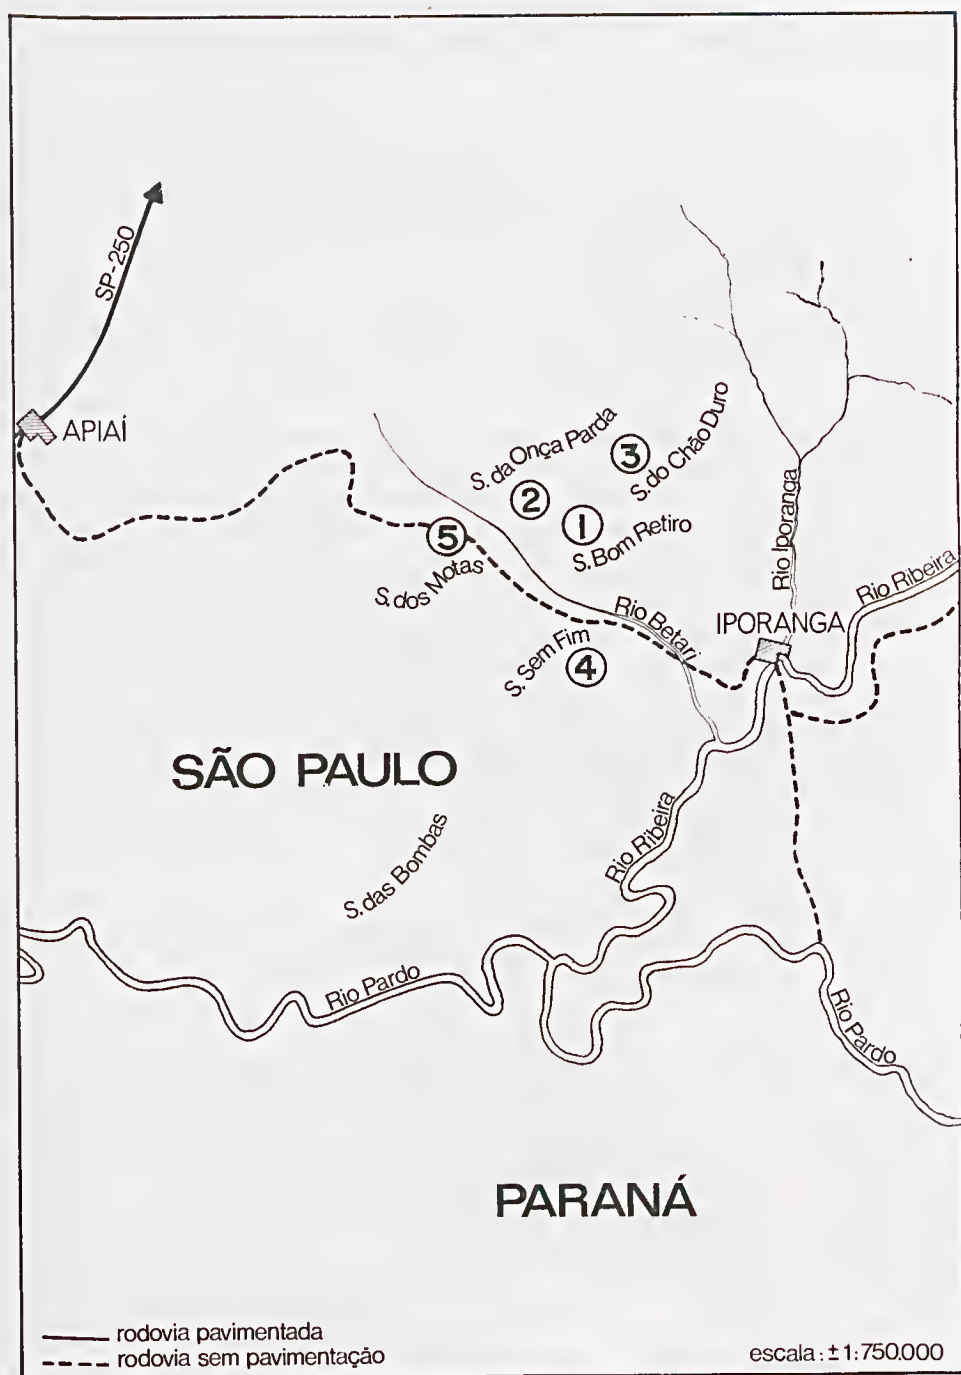 SP-250
APIAÍ
S. da Onça Parda
3
S. do Chão Duro
2
1
S. Bom Retiro
5
S. dos Motas
Rio Iporanga
Rio Ribeira
Rio Betari
IPORANGA
S. Sem Fim
4
SÃO PAULO
Rio Ribeira
S. das Bombas
Rio Pardo
Rio Pardo
PARANÁ
rodovia pavimentada
rodovia sem pavimentação
escala: ±1:750.000